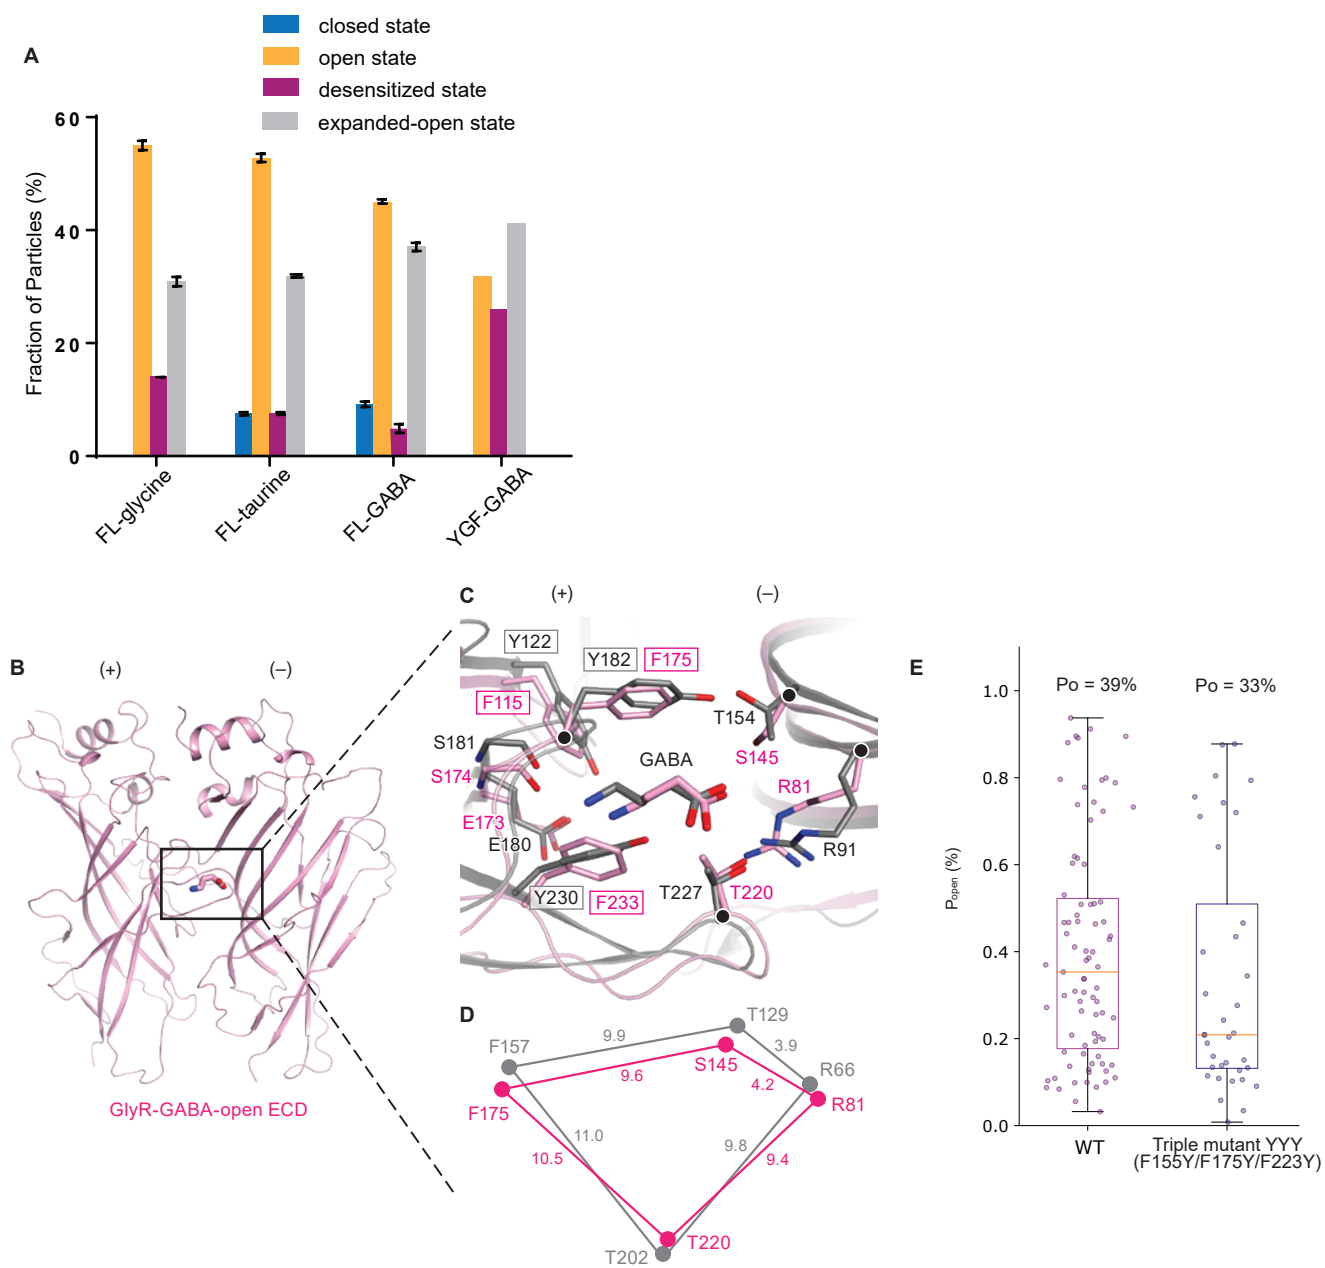 A
closed state
open state
desensitized state
expanded-open state
Fraction of Particles (%)
60
40
20
0
FL-glycine
FL-taurine
FL-GABA
YGF-GABA
B
(+)
(–)
GlyR-GABA-open ECD
C
(+)
(–)
Y122
Y182
F175
F115
T154
S181
GABA
S145
S174
R81
E173
E180
R91
Y230
F233
T227
T220
D
T129
9.9
3.9
F157
S145
R66
9.6
4.2
F175
R81
11.0
9.8
10.5
9.4
T220
T202
E
Po = 39%
Po = 33%
1.0
0.8
0.6
0.4
0.2
0.0
Popen (%)
WT
Triple mutant YYY
(F155Y/F175Y/F223Y)